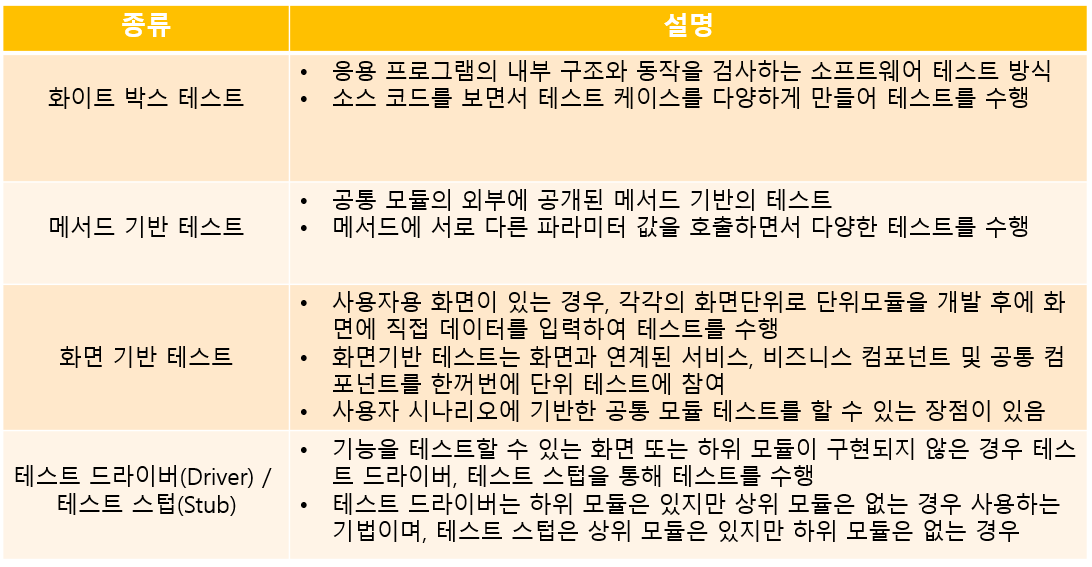 종류
설명
화이트 박스 테스트
• 응용 프로그램의 내부 구조와 동작을 검사하는 소프트웨어 테스트 방식
• 소스 코드를 보면서 테스트 케이스를 다양하게 만들어 테스트를 수행
메서드 기반 테스트
• 공통 모듈의 외부에 공개된 메서드 기반의 테스트
• 메서드에 서로 다른 파라미터 값을 호출하면서 다양한 테스트를 수행
화면 기반 테스트
• 사용자용 화면이 있는 경우, 각각의 화면단위로 단위모듈을 개발 후에 화
면에 직접 데이터를 입력하여 테스트를 수행
• 화면기반 테스트는 화면과 연계된 서비스, 비즈니스 컴포넌트 및 공통 컴
포넌트를 한꺼번에 단위 테스트에 참여
• 사용자 시나리오에 기반한 공통 모듈 테스트를 할 수 있는 장점이 있음
테스트 드라이버(Driver) /
테스트 스텁(Stub)
• 기능을 테스트할 수 있는 화면 또는 하위 모듈이 구현되지 않은 경우 테스
트 드라이버, 테스트 스텁을 통해 테스트를 수행
• 테스트 드라이버는 하위 모듈은 있지만 상위 모듈은 없는 경우 사용하는
기법이며, 테스트 스텁은 상위 모듈은 있지만 하위 모듈은 없는 경우